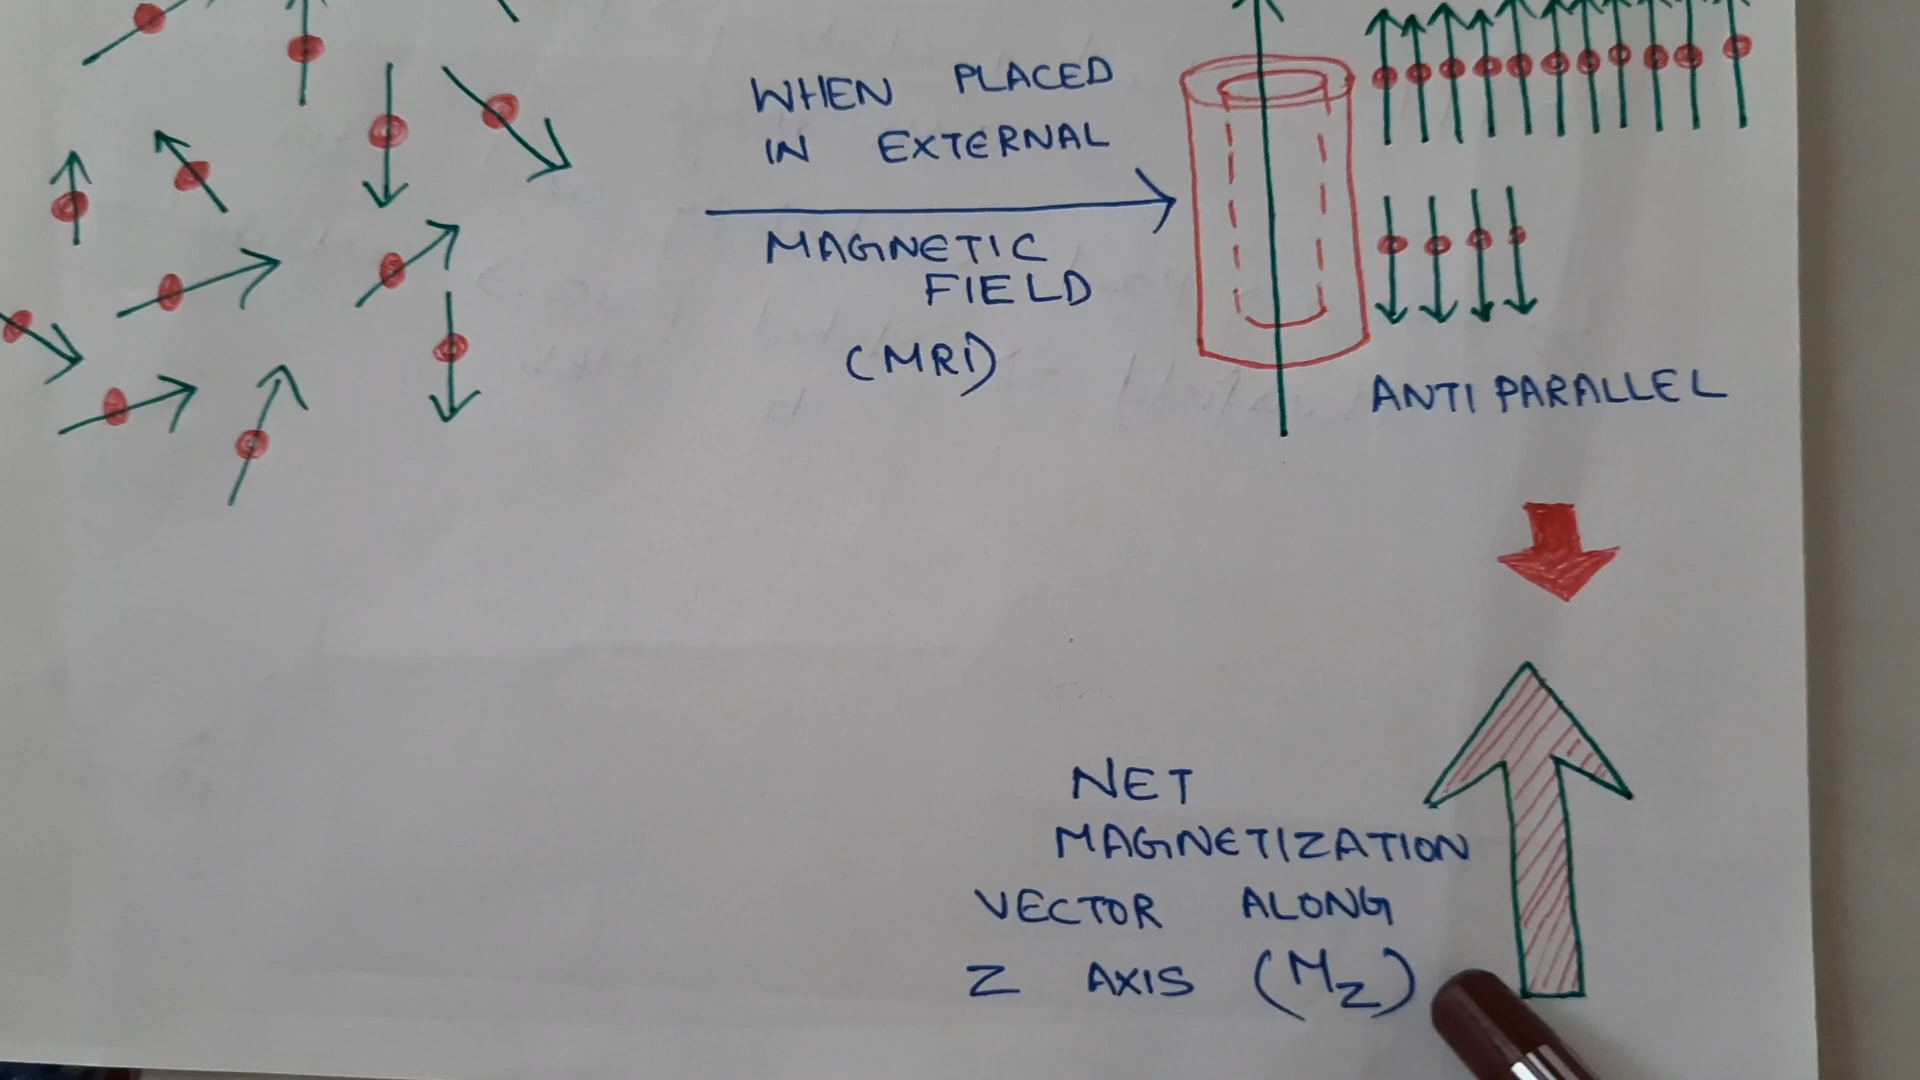 WHEN PLACED
IN EXTERNAL
MAGNETIC
FIELD
(MRI)
ANTI PARALLEL
NET
MAGNETIZATION
VECTOR ALONG
Z AXIS (Mz)